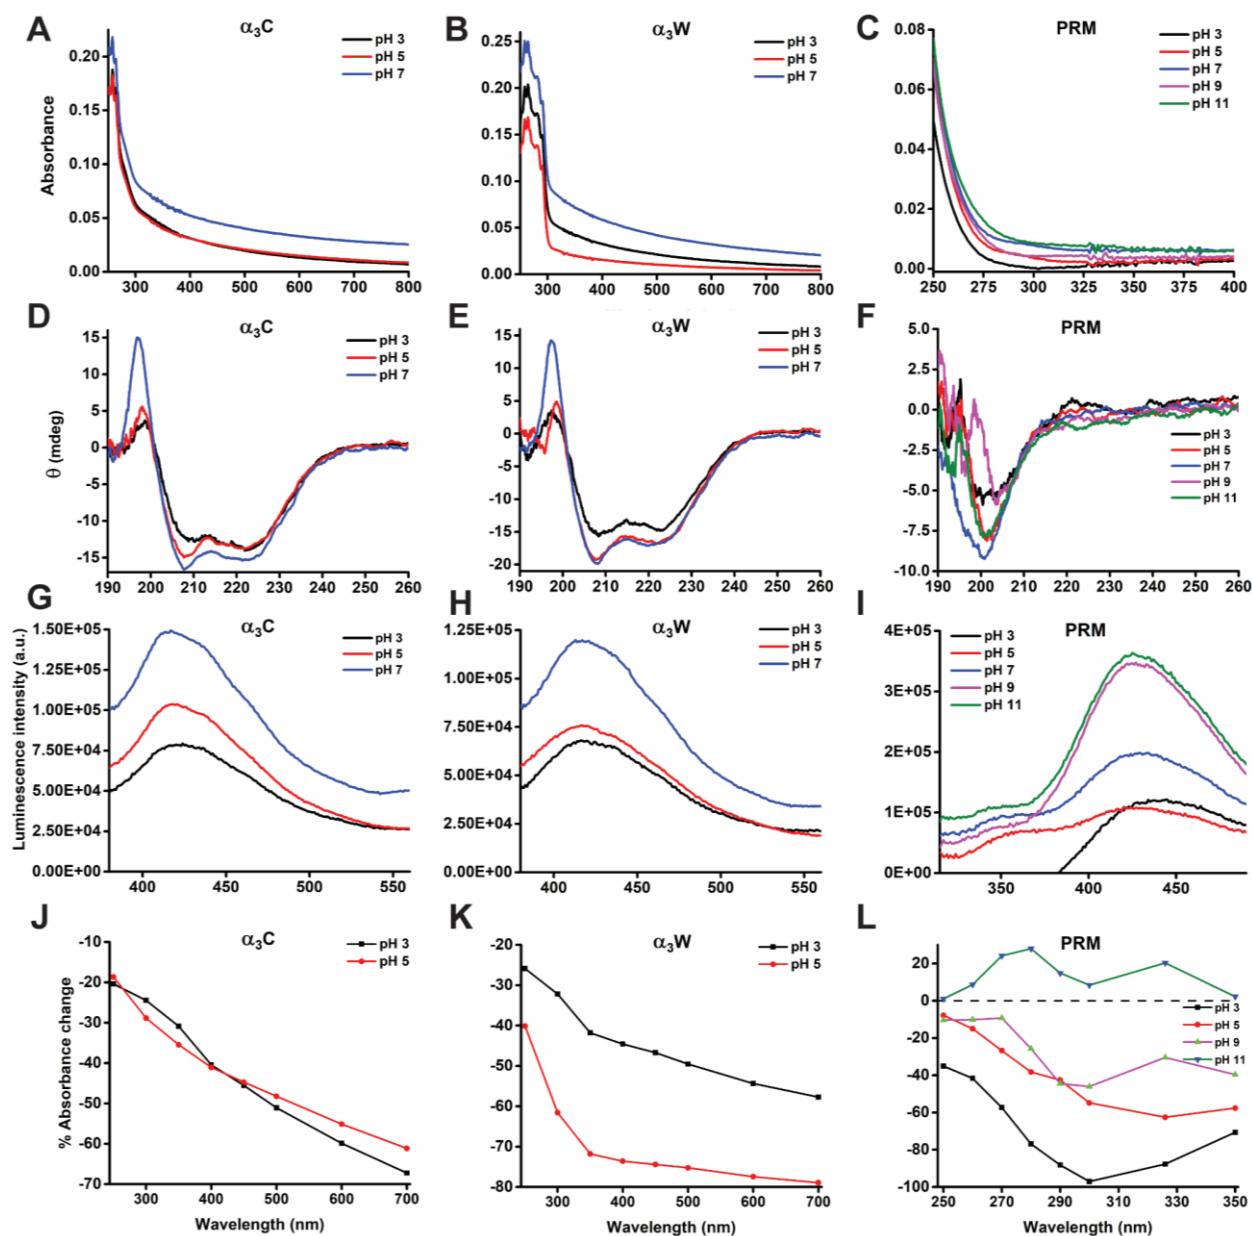 A α₃C
pH 3
pH 5
pH 7
Absorbance
0.20
0.15
0.10
0.05
0.00
300 400 500 600 700 800
B α₃W
pH 3
pH 5
pH 7
0.25
0.20
0.15
0.10
0.05
0.00
300 400 500 600 700 800
C PRM
pH 3
pH 5
pH 7
pH 9
pH 11
0.08
0.06
0.04
0.02
0.00
250 275 300 325 350 375 400
D α₃C
pH 3
pH 5
pH 7
θ (mdeg)
15
10
5
0
-5
-10
-15
190 200 210 220 230 240 250 260
E α₃W
pH 3
pH 5
pH 7
15
10
5
0
-5
-10
-15
-20
190 200 210 220 230 240 250 260
F PRM
5.0
2.5
0.0
-2.5
-5.0
-7.5
-10.0
pH 3
pH 5
pH 7
pH 9
pH 11
190 200 210 220 230 240 250 260
G α₃C
pH 3
pH 5
pH 7
Luminescence intensity (a.u.)
1.50E+05
1.25E+05
1.00E+05
7.50E+04
5.00E+04
2.50E+04
0.00E+00
400 450 500 550
H α₃W
pH 3
pH 5
pH 7
1.25E+05
1.00E+05
7.50E+04
5.00E+04
2.50E+04
0.00E+00
400 450 500 550
I PRM
pH 3
pH 5
pH 7
pH 9
pH 11
4E+05
3E+05
2E+05
1E+05
0E+00
350 400 450
J α₃C
pH 3
pH 5
% Absorbance change
-10
-20
-30
-40
-50
-60
-70
300 400 500 600 700
Wavelength (nm)
K α₃W
pH 3
pH 5
-20
-30
-40
-50
-60
-70
-80
300 400 500 600 700
Wavelength (nm)
L PRM
20
0
-20
-40
-60
-80
-100
pH 3
pH 5
pH 9
pH 11
250 270 290 310 330 350
Wavelength (nm)